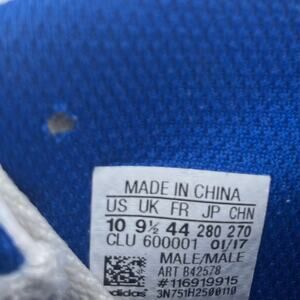 MADE IN CHINA
US UK FR JP CHN
10 9½ 44 280 270
CLU 600001 01/17
MALE/MALE
ART B42578
#116919915
adidas 3N751H2500110